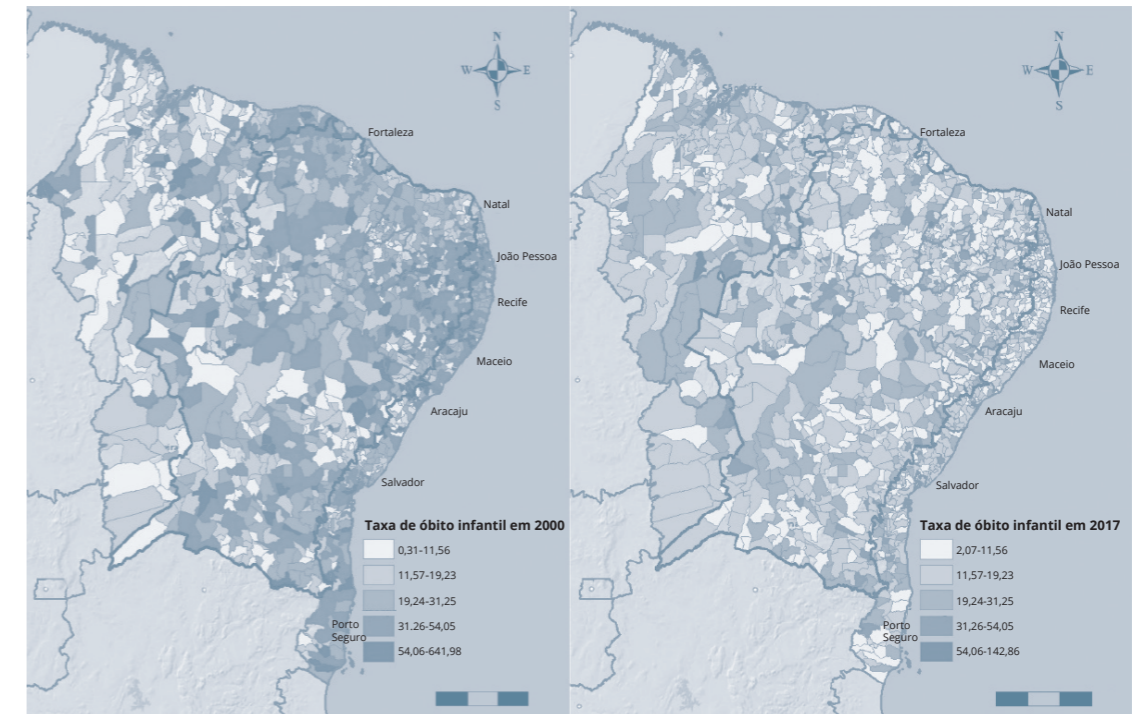 N
W E
S
Fortaleza
Natal
João Pessoa
Recife
Maceio
Aracaju
Salvador
Taxa de óbito infantil em 2000
0,31-11,56
11,57-19,23
19,24-31,25
31.26-54,05
54,06-641,98
Porto
Seguro
N
W E
S
Fortaleza
Natal
João Pessoa
Recife
Maceio
Aracaju
Salvador
Taxa de óbito infantil em 2017
2,07-11,56
11,57-19,23
19,24-31,25
31,26-54,05
54,06-142,86
Porto
Seguro